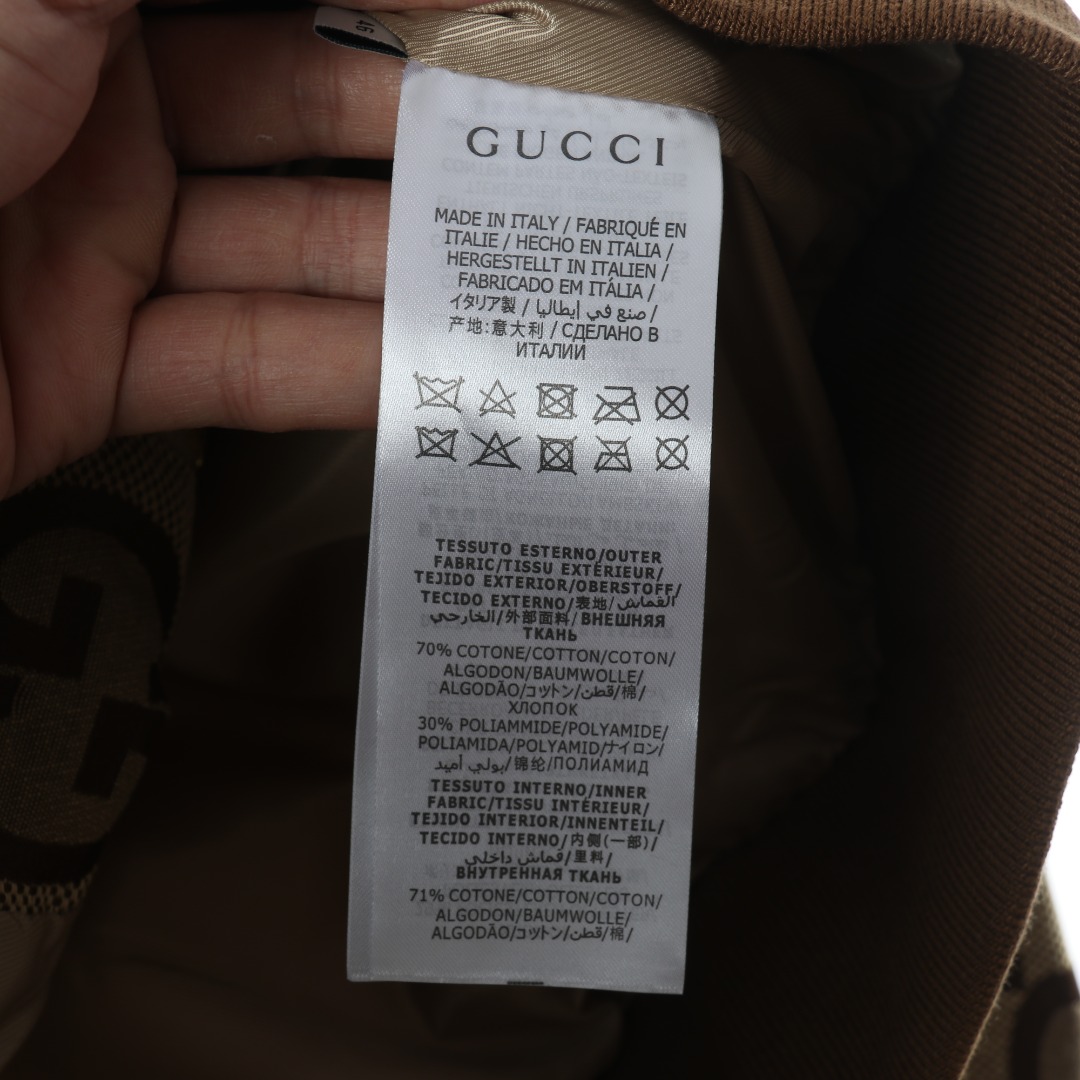 46
GUCCI
MADE IN ITALY / FABRIQUÉ EN
ITALIE / HECHO EN ITALIA /
HERGESTELLT IN ITALIEN /
FABRICADO EM ITÁLIA /
イタリア製 / صنع في إيطاليا /
产地:意大利 / СДЕЛАНО В
ИТАЛИИ
TESSUTO ESTERNO/OUTER
FABRIC/TISSU EXTÉRIEUR/
TEJIDO EXTERIOR/OBERSTOFF/
TECIDO EXTERNO/表地/القماش
الخارجي/外部面料/ВНЕШНЯЯ
ТКАНЬ
70% COTONE/COTTON/COTON/
ALGODON/BAUMWOLLE/
ALGODÃO/コットン/قطن/棉/
ХЛОПОК
30% POLIAMMIDE/POLYAMIDE/
POLIAMIDA/POLYAMID/ナイロン/
بولي أميد/锦纶/ПОЛИАМИД
TESSUTO INTERNO/INNER
FABRIC/TISSU INTÉRIEUR/
TEJIDO INTERIOR/INNENTEIL/
TECIDO INTERNO/内側(一部)/
قماش داخلي/里料/
ВНУТРЕННАЯ ТКАНЬ
71% COTONE/COTTON/COTON/
ALGODON/BAUMWOLLE/
ALGODÃO/コットン/قطن/棉/